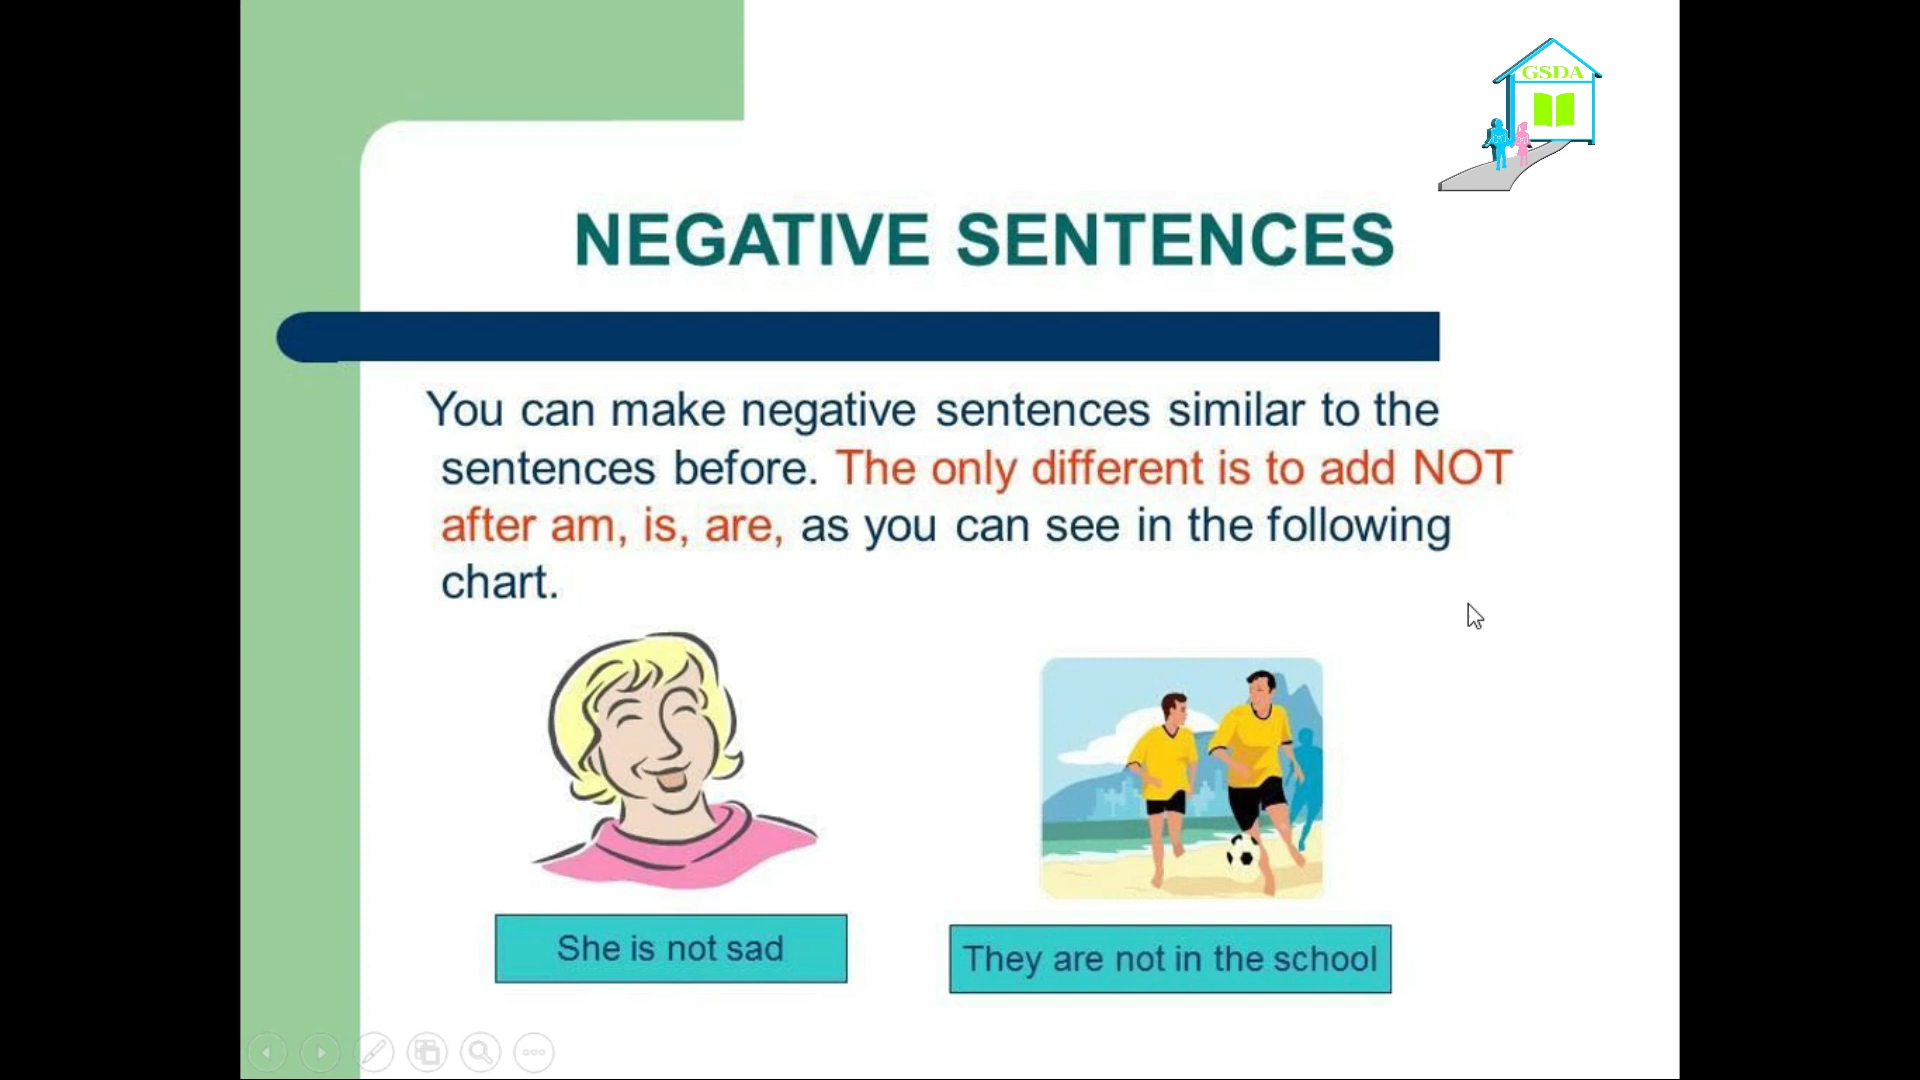 GSDA
NEGATIVE SENTENCES
You can make negative sentences similar to the
sentences before. The only different is to add NOT
after am, is, are, as you can see in the following
chart.
She is not sad
They are not in the school